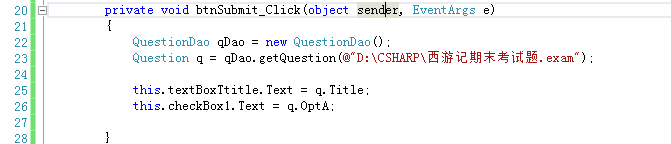 20 private void btnSubmit_Click(object sender, EventArgs e)
21 {
22 QuestionDao qDao = new QuestionDao();
23 Question q = qDao.getQuestion(@"D:\CSHARP\西游记期末考试题.exam");
24
25 this.textBoxTtitle.Text = q.Title;
26 this.checkBox1.Text = q.OptA;
27
28 }